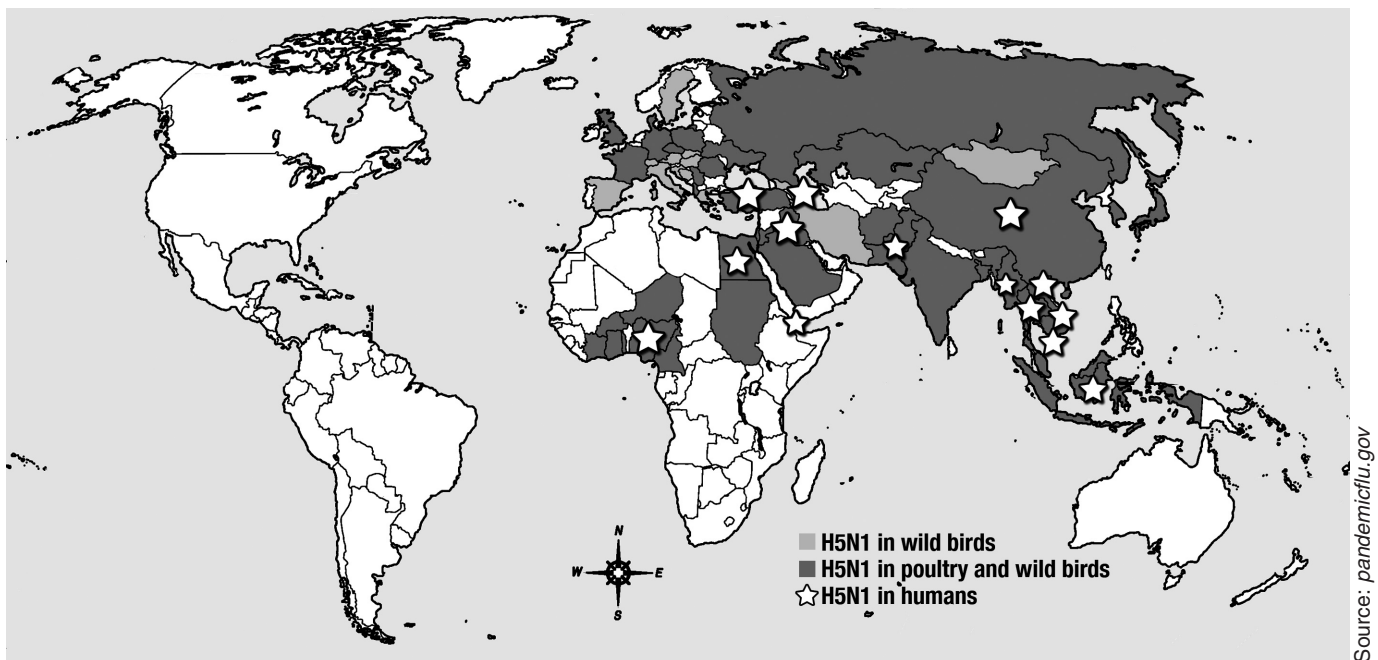 N
W E
S
H5N1 in wild birds
H5N1 in poultry and wild birds
H5N1 in humans
Source: pandemicflu.gov